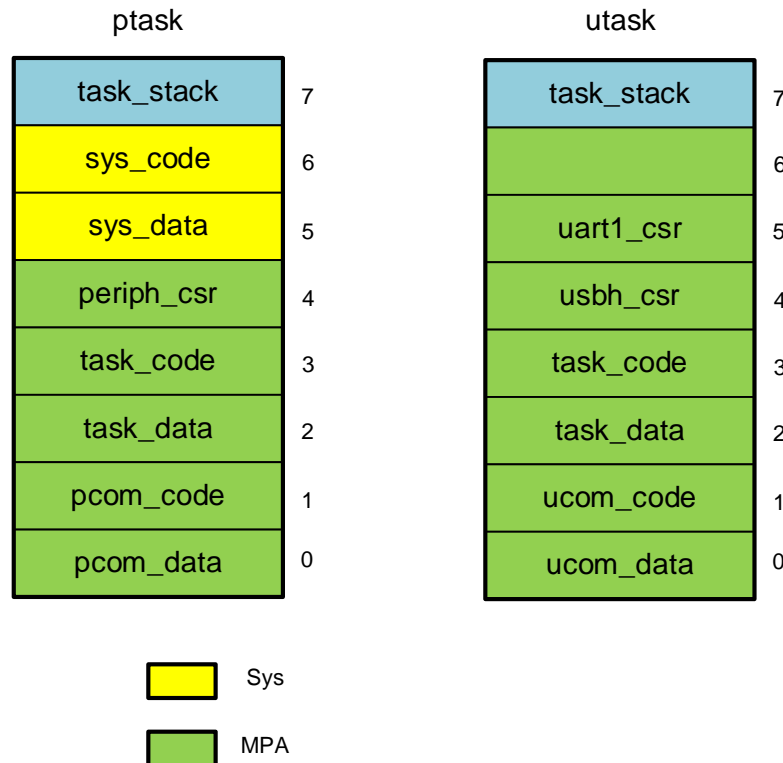 ptask
task_stack 7
sys_code 6
sys_data 5
periph_csr 4
task_code 3
task_data 2
pcom_code 1
pcom_data 0
utask
task_stack 7
6
uart1_csr 5
usbh_csr 4
task_code 3
task_data 2
ucom_code 1
ucom_data 0
Sys
MPA